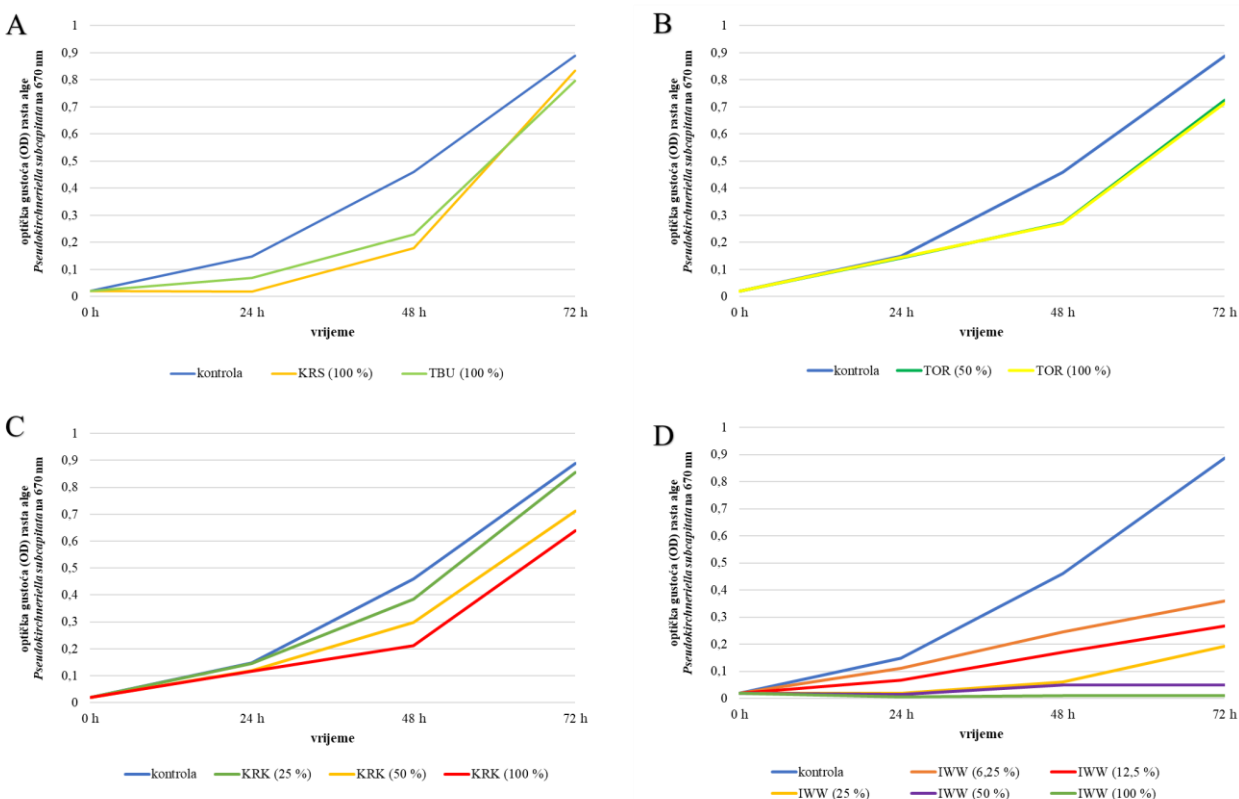 A
optička gustoća (OD) rasta alge
Pseudokirchneriella subcapitata na 670 nm
1
0,9
0,8
0,7
0,6
0,5
0,4
0,3
0,2
0,1
0
0 h
24 h
48 h
72 h
vrijeme
kontrola
KRS (100 %)
TBU (100 %)
B
optička gustoća (OD) rasta alge
Pseudokirchneriella subcapitata na 670 nm
1
0,9
0,8
0,7
0,6
0,5
0,4
0,3
0,2
0,1
0
0 h
24 h
48 h
72 h
vrijeme
kontrola
TOR (50 %)
TOR (100 %)
C
optička gustoća (OD) rasta alge
Pseudokirchneriella subcapitata na 670 nm
1
0,9
0,8
0,7
0,6
0,5
0,4
0,3
0,2
0,1
0
0 h
24 h
48 h
72 h
vrijeme
kontrola
KRK (25 %)
KRK (50 %)
KRK (100 %)
D
optička gustoća (OD) rasta alge
Pseudokirchneriella subcapitata na 670 nm
1
0,9
0,8
0,7
0,6
0,5
0,4
0,3
0,2
0,1
0
0 h
24 h
48 h
72 h
vrijeme
kontrola
IWW (6,25 %)
IWW (12,5 %)
IWW (25 %)
IWW (50 %)
IWW (100 %)